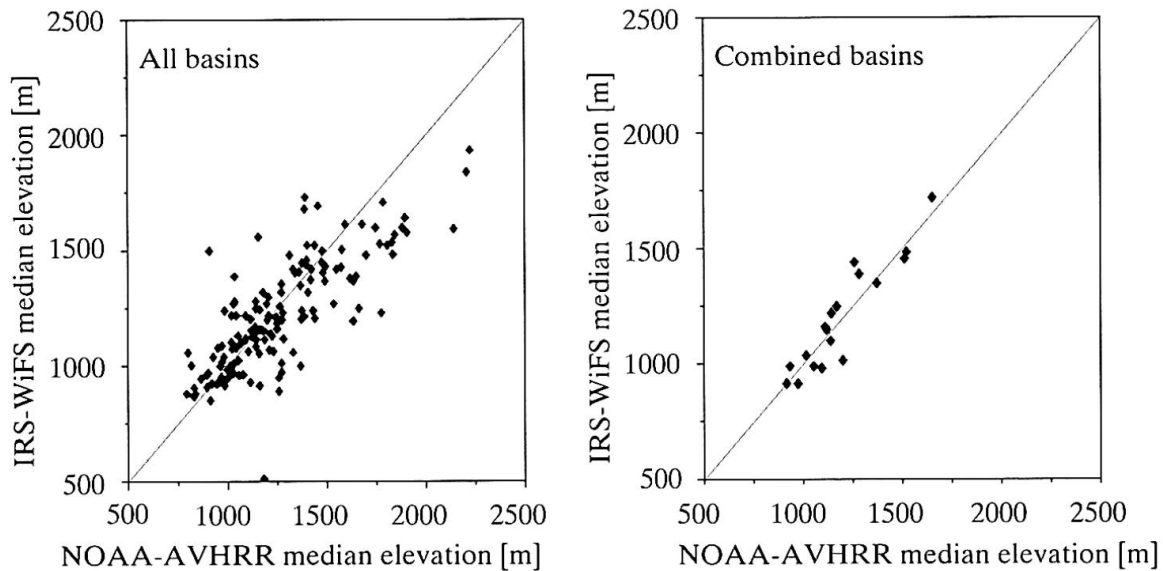 All basins
IRS-WiFS median elevation [m]
2500
2000
1500
1000
500
500 1000 1500 2000 2500
NOAA-AVHRR median elevation [m]
Combined basins
IRS-WiFS median elevation [m]
2500
2000
1500
1000
500
500 1000 1500 2000 2500
NOAA-AVHRR median elevation [m]